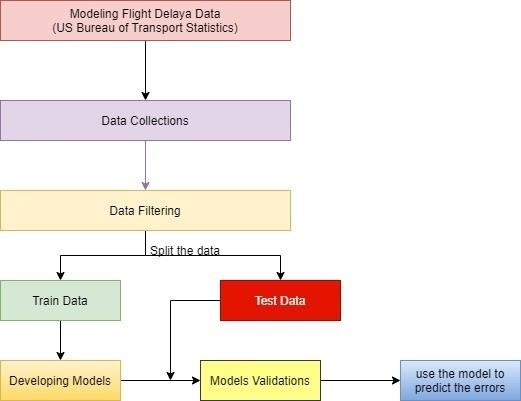 Modeling Flight Delaya Data
(US Bureau of Transport Statistics)
Data Collections
Data Filtering
Split the data
Train Data
Test Data
Developing Models
Models Validations
use the model to
predict the errors